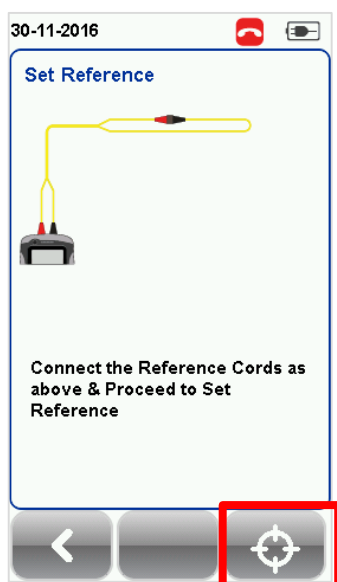 30-11-2016
Set Reference
Connect the Reference Cords as
above & Proceed to Set
Reference